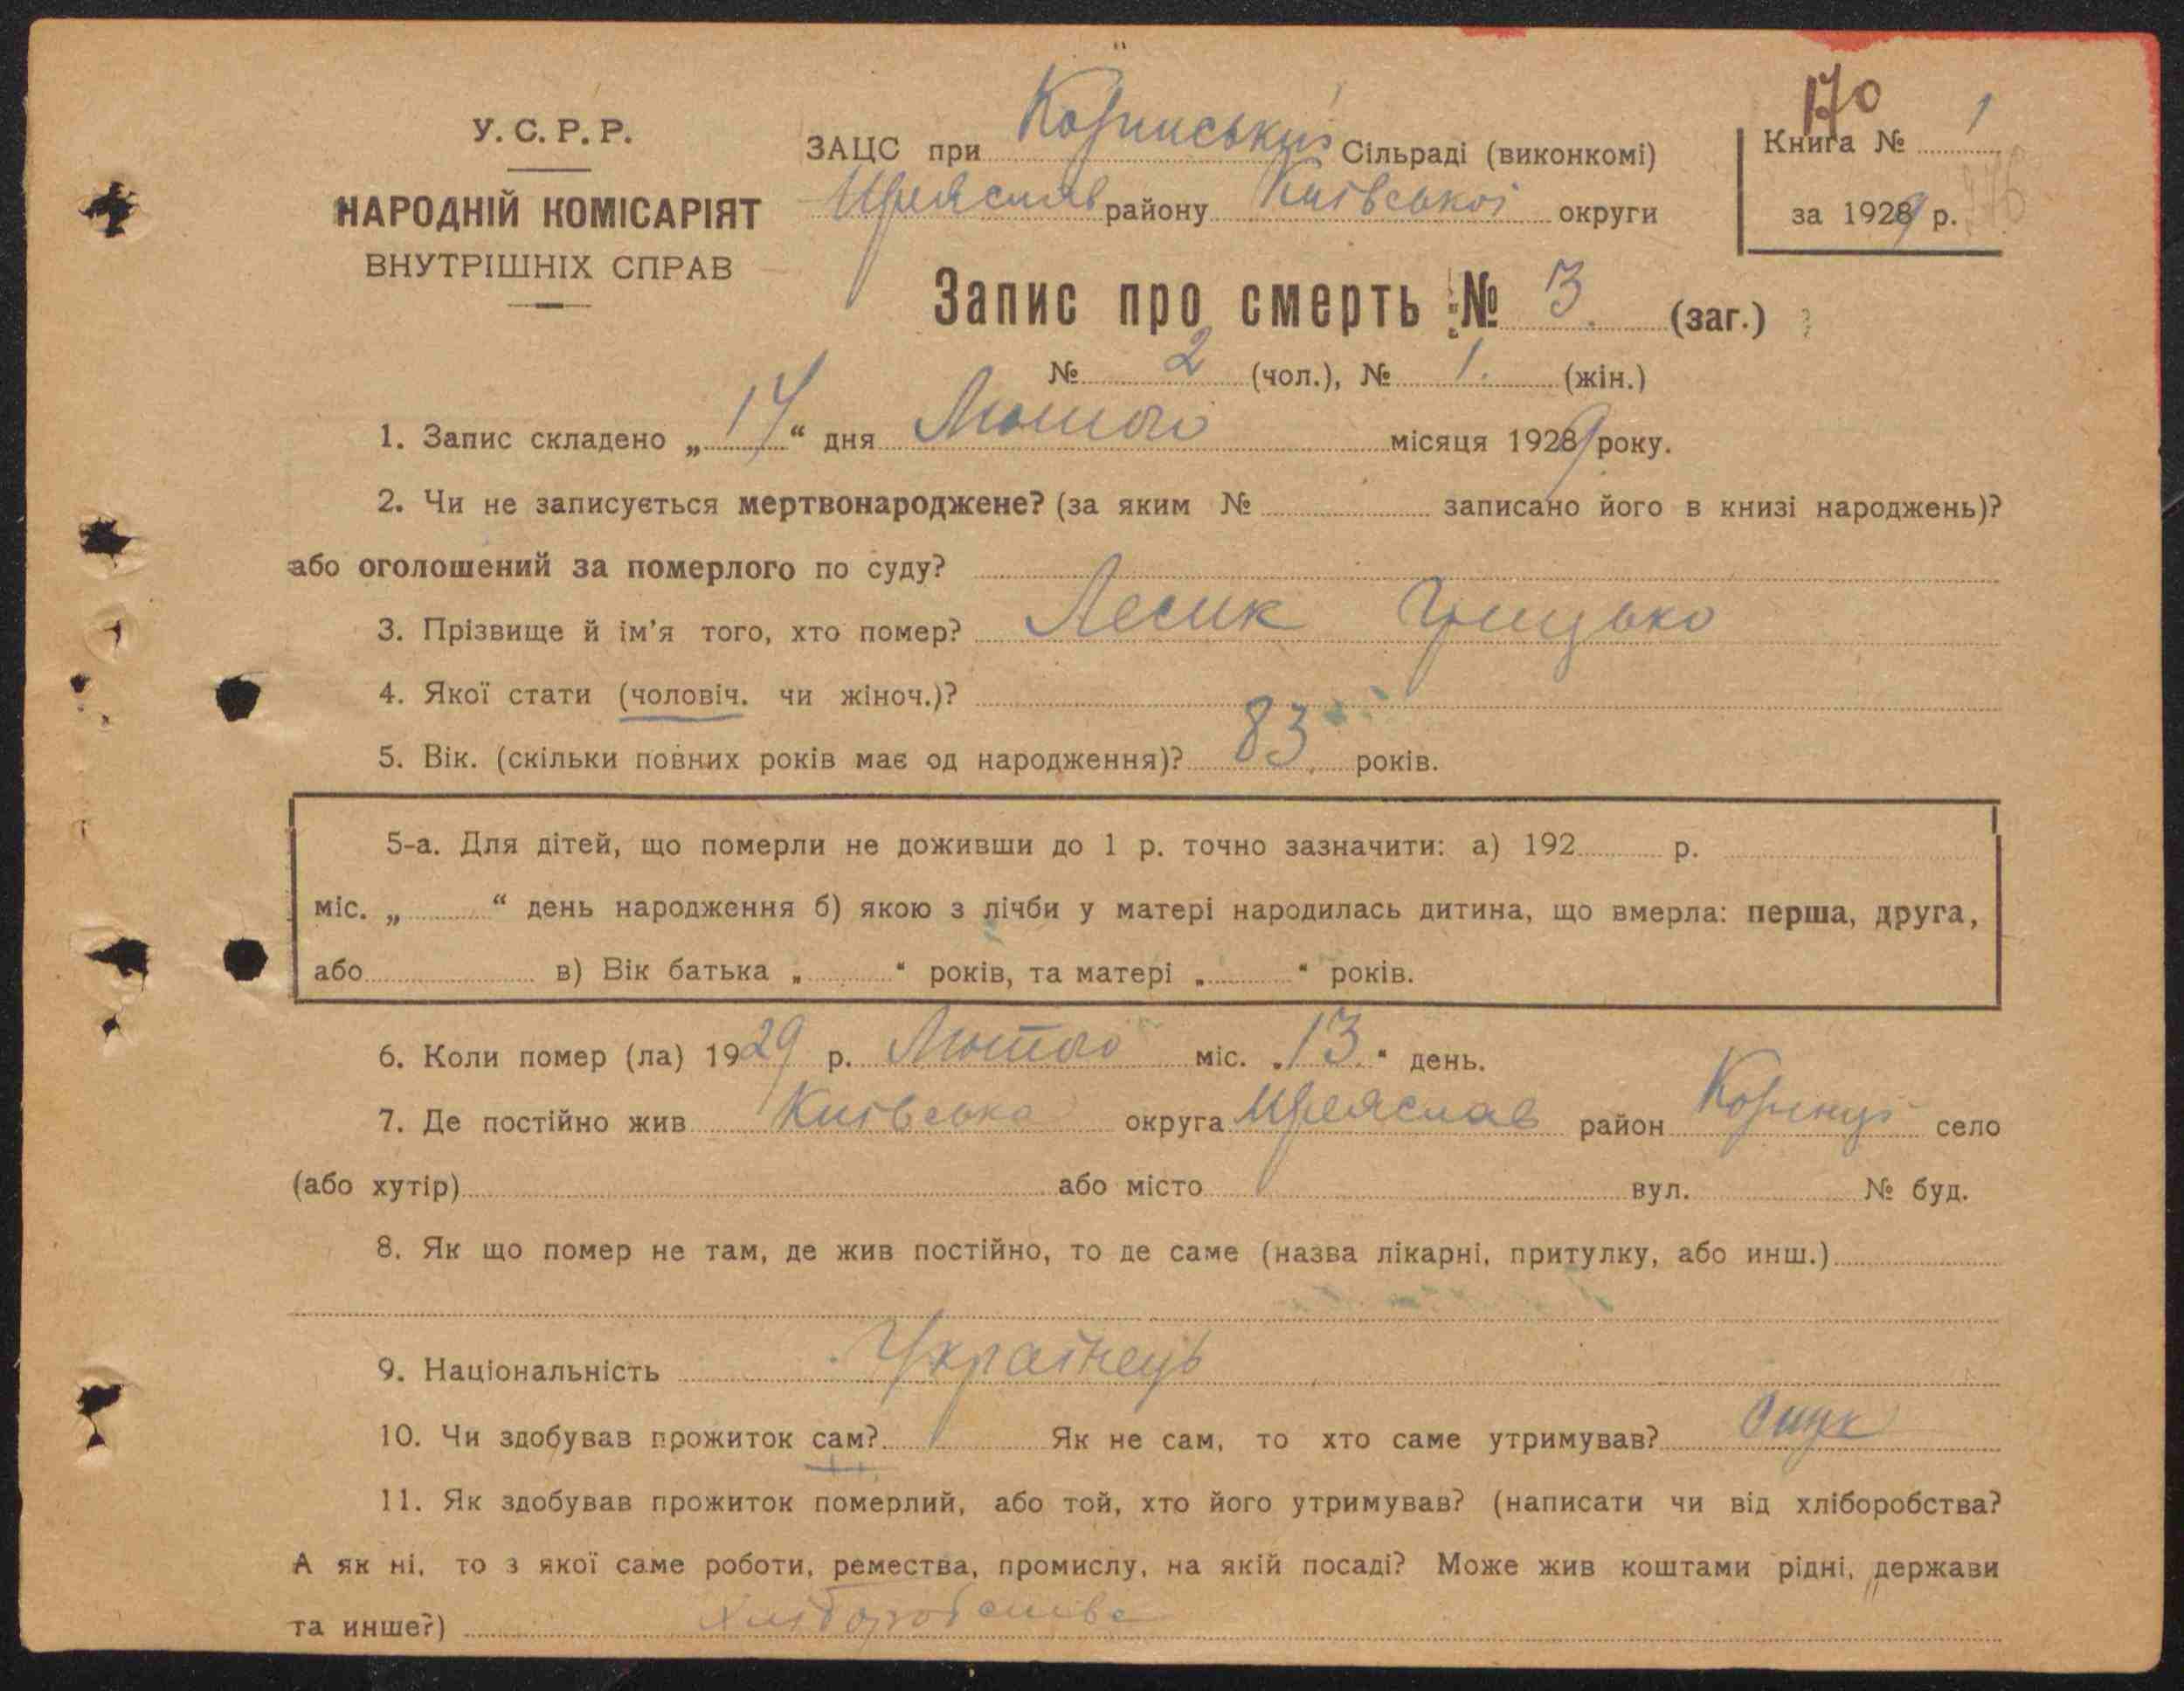 170
У. С. Р. Р.
НАРОДНІЙ КОМІСАРІЯТ
ВНУТРІШНІХ СПРАВ
ЗАЦС при Коринській Сільраді (виконкомі)
Переяслав району Київської округи
Книга № 1
за 1929 р.
Запис про смерть № 3 (заг.)
№ 2 (чол.), № 1. (жін.)
1. Запис складено „14“ дня Лютого місяця 1929 року.
2. Чи не записується мертвонароджене? (за яким № записано його в книзі народжень)?
або оголошений за померлого по суду?
3. Прізвище й ім'я того, хто помер? Лесик Грицько
4. Якої стати (чоловіч. чи жіноч.)?
5. Вік. (скільки повних років має од народження)? 83 років.
5-а. Для дітей, що померли не доживши до 1 р. точно зазначити: а) 192 р.
міс. „ “ день народження б) якою з лічби у матері народилась дитина, що вмерла: перша, друга,
або в) Вік батька „ “ років, та матері „ “ років.
6. Коли помер (ла) 1929 р. Лютого міс. „13“ день.
7. Де постійно жив Київська округа Переяслав район село
(або хутір) або місто вул. № буд.
8. Як що помер не там, де жив постійно, то де саме (назва лікарні, притулку, або инш.)
9. Національність Українець
10. Чи здобував прожиток сам? Як не сам, то хто саме утримував? Онук
11. Як здобував прожиток померлий, або той, хто його утримував? (написати чи від хліборобства?
А як ні, то з якої саме роботи, ремества, промислу, на якій посаді? Може жив коштами рідні, держави
та инше?) хліборобства